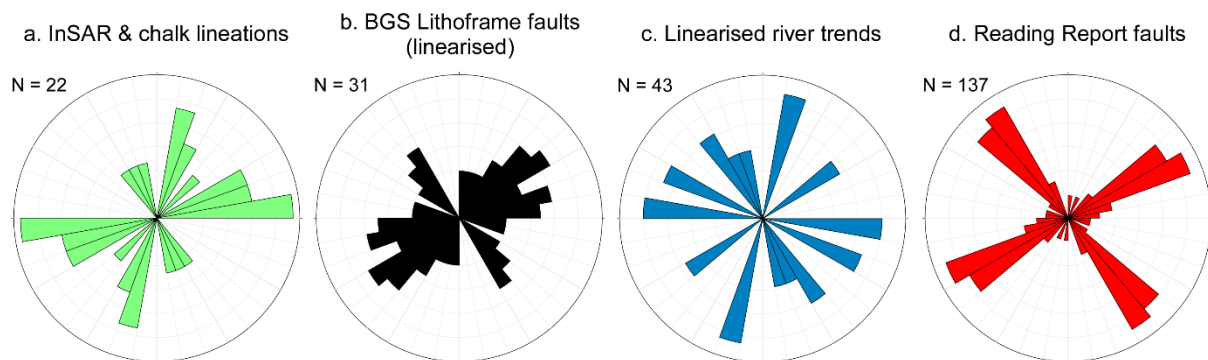 a. InSAR & chalk lineations
b. BGS Lithoframe faults
(linearised)
c. Linearised river trends
d. Reading Report faults
N = 22
N = 31
N = 43
N = 137